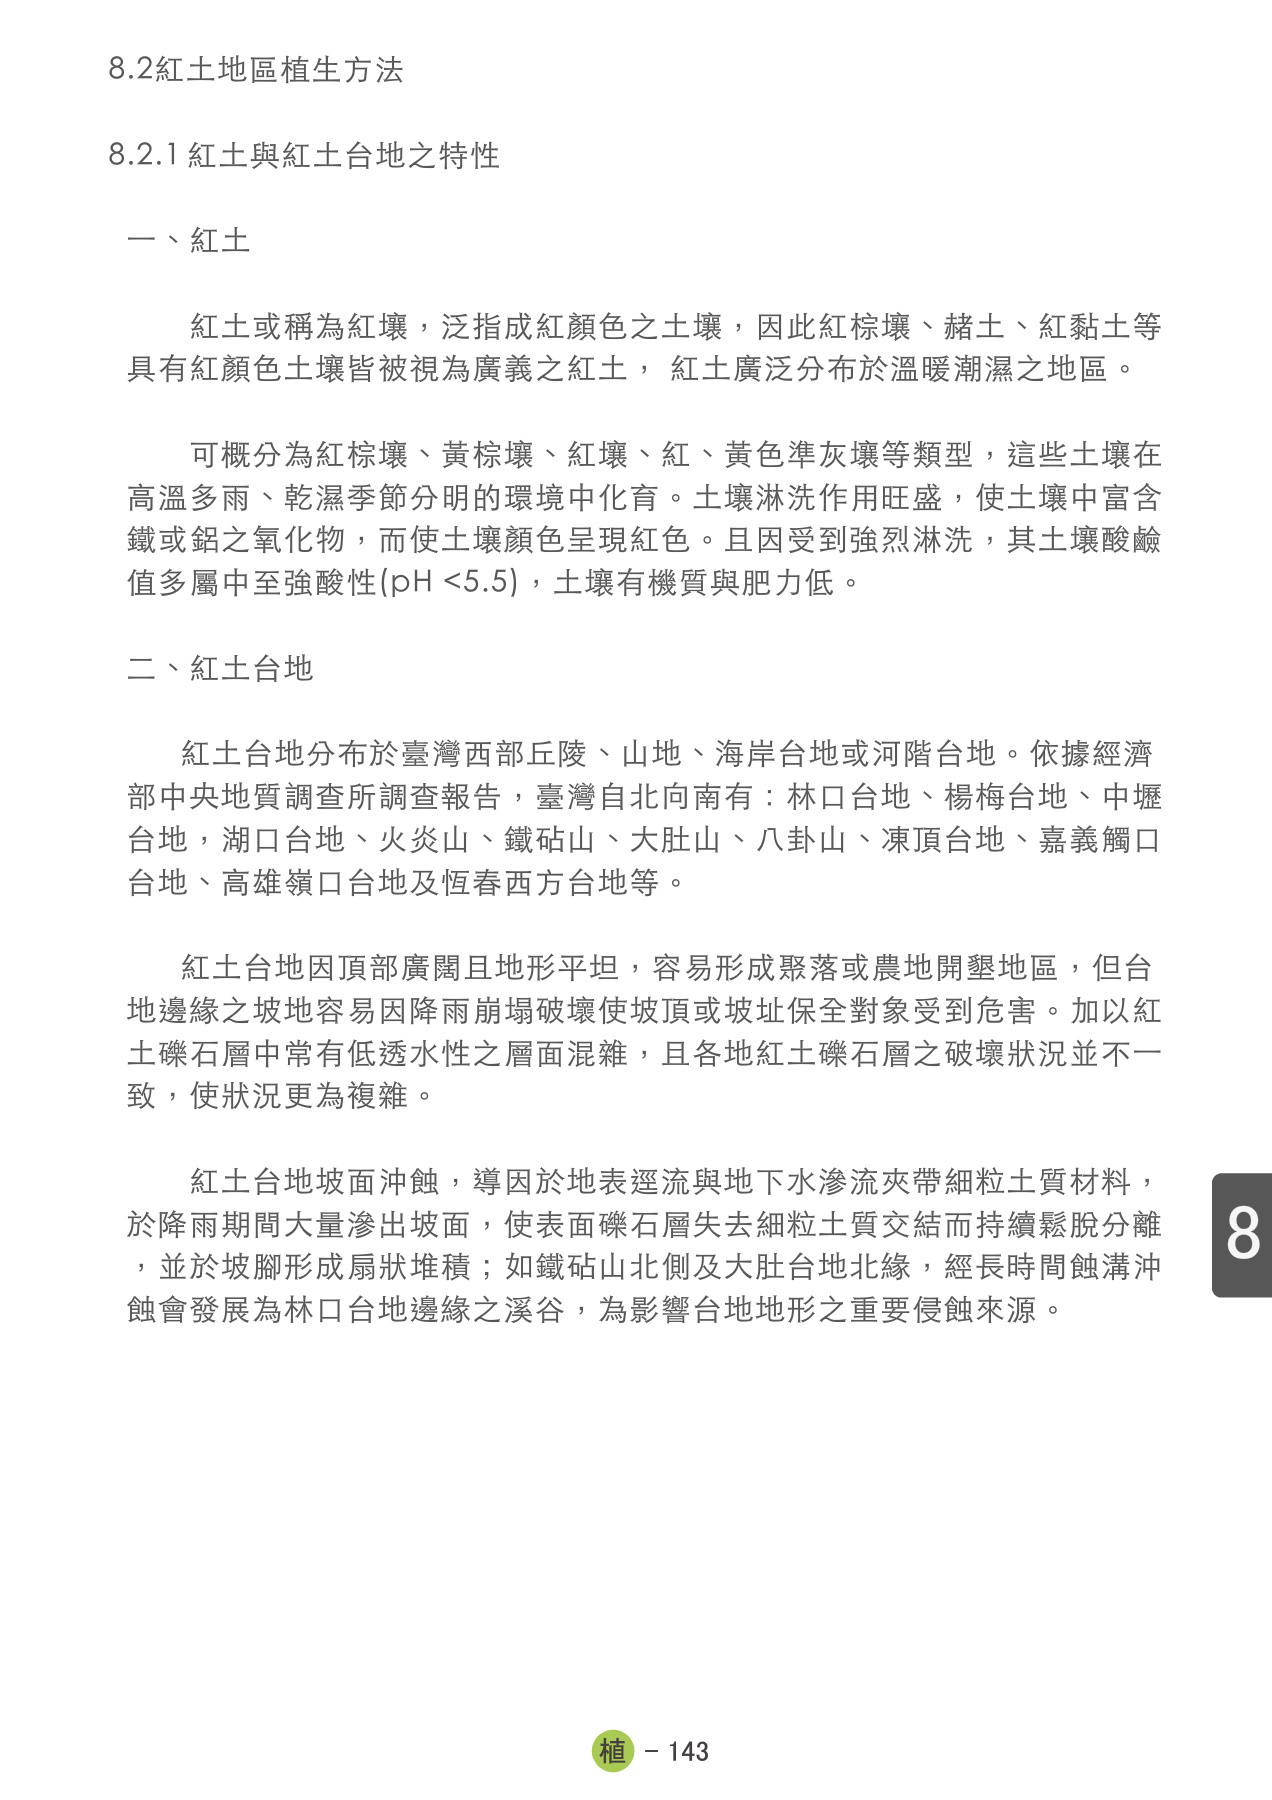 8.2紅土地區植生方法
8.2.1 紅土與紅土台地之特性
一、紅土
紅土或稱為紅壤，泛指成紅顏色之土壤，因此紅棕壤、赭土、紅黏土等
具有紅顏色土壤皆被視為廣義之紅土， 紅土廣泛分布於溫暖潮濕之地區。
可概分為紅棕壤、黃棕壤、紅壤、紅、黃色準灰壤等類型，這些土壤在
高溫多雨、乾濕季節分明的環境中化育。土壤淋洗作用旺盛，使土壤中富含
鐵或鋁之氧化物，而使土壤顏色呈現紅色。且因受到強烈淋洗，其土壤酸鹼
值多屬中至強酸性(pH <5.5)，土壤有機質與肥力低。
二、紅土台地
紅土台地分布於臺灣西部丘陵、山地、海岸台地或河階台地。依據經濟
部中央地質調查所調查報告，臺灣自北向南有：林口台地、楊梅台地、中壢
台地，湖口台地、火炎山、鐵砧山、大肚山、八卦山、凍頂台地、嘉義觸口
台地、高雄嶺口台地及恆春西方台地等。
紅土台地因頂部廣闊且地形平坦，容易形成聚落或農地開墾地區，但台
地邊緣之坡地容易因降雨崩塌破壞使坡頂或坡址保全對象受到危害。加以紅
土礫石層中常有低透水性之層面混雜，且各地紅土礫石層之破壞狀況並不一
致，使狀況更為複雜。
紅土台地坡面沖蝕，導因於地表逕流與地下水滲流夾帶細粒土質材料，
於降雨期間大量滲出坡面，使表面礫石層失去細粒土質交結而持續鬆脫分離
，並於坡腳形成扇狀堆積；如鐵砧山北側及大肚台地北緣，經長時間蝕溝沖
蝕會發展為林口台地邊緣之溪谷，為影響台地地形之重要侵蝕來源。
8
植 – 143